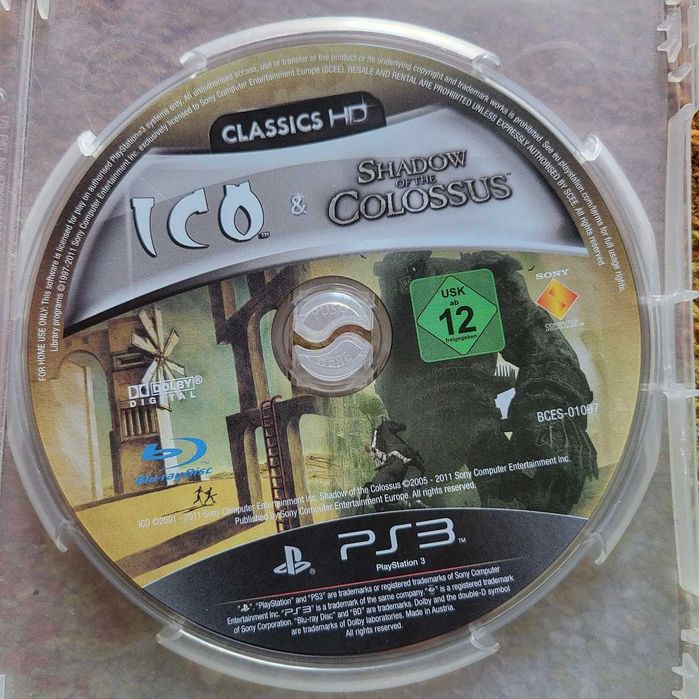 FOR HOME USE ONLY: This software is licensed for play on authorised PlayStation®3 systems only. All unauthorised access, use or transfer of the product or its underlying copyright and trademark works is prohibited. See eu.playstation.com/terms for full usage rights.
Library programs ©1997-2011 Sony Computer Entertainment Inc. exclusively licensed to Sony Computer Entertainment Europe (SCEE). RESALE AND RENTAL ARE PROHIBITED UNLESS EXPRESSLY AUTHORISED BY SCEE. All rights reserved.
CLASSICS HD
ICO™ & SHADOW OF THE COLOSSUS™
USK
ab
12
freigegeben
SONY
COMPUTER
ENTERTAINMENT
PUSH
HERE
DOLBY®
DIGITAL
BCES-01097
Blu-ray Disc
ICO ©2001 - 2011 Sony Computer Entertainment Inc. Shadow of the Colossus ©2005 - 2011 Sony Computer Entertainment Inc.
Published by Sony Computer Entertainment Europe. All rights reserved.
PS3™
PlayStation 3
"", "PlayStation" and "PS3" are trademarks or registered trademarks of Sony Computer
Entertainment Inc. "PS3" is a trademark of the same company. "" is a registered trademark
of Sony Corporation. "Blu-ray Disc" and "BD" are trademarks. Dolby and the double-D symbol
are trademarks of Dolby laboratories. Made in Austria.
All rights reserved.